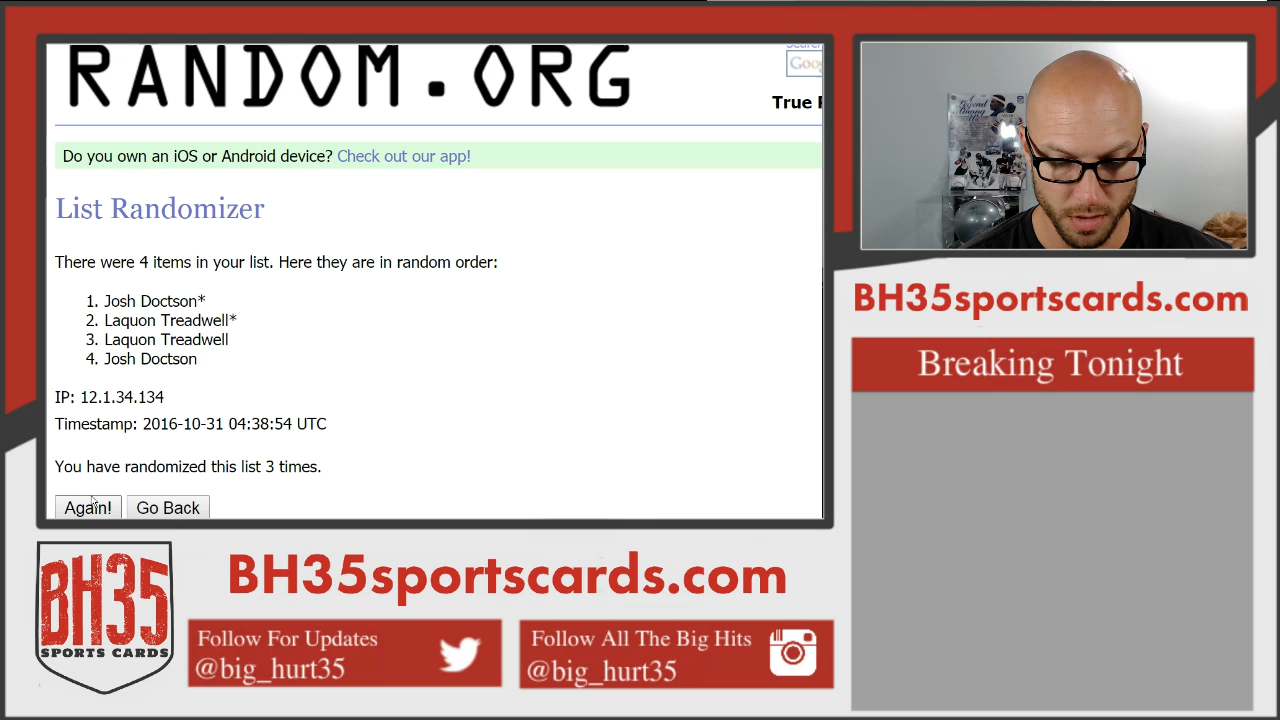 RANDOM.ORG
Goo
True
Do you own an iOS or Android device? Check out our app!
List Randomizer
There were 4 items in your list. Here they are in random order:
1. Josh Doctson*
2. Laquon Treadwell*
3. Laquon Treadwell
4. Josh Doctson
IP: 12.1.34.134
Timestamp: 2016-10-31 04:38:54 UTC
You have randomized this list 3 times.
Again! Go Back
BH35sportscards.com
Breaking Tonight
BH35
SPORTS CARDS
BH35sportscards.com
Follow For Updates
@big_hurt35
Follow All The Big Hits
@big_hurt35